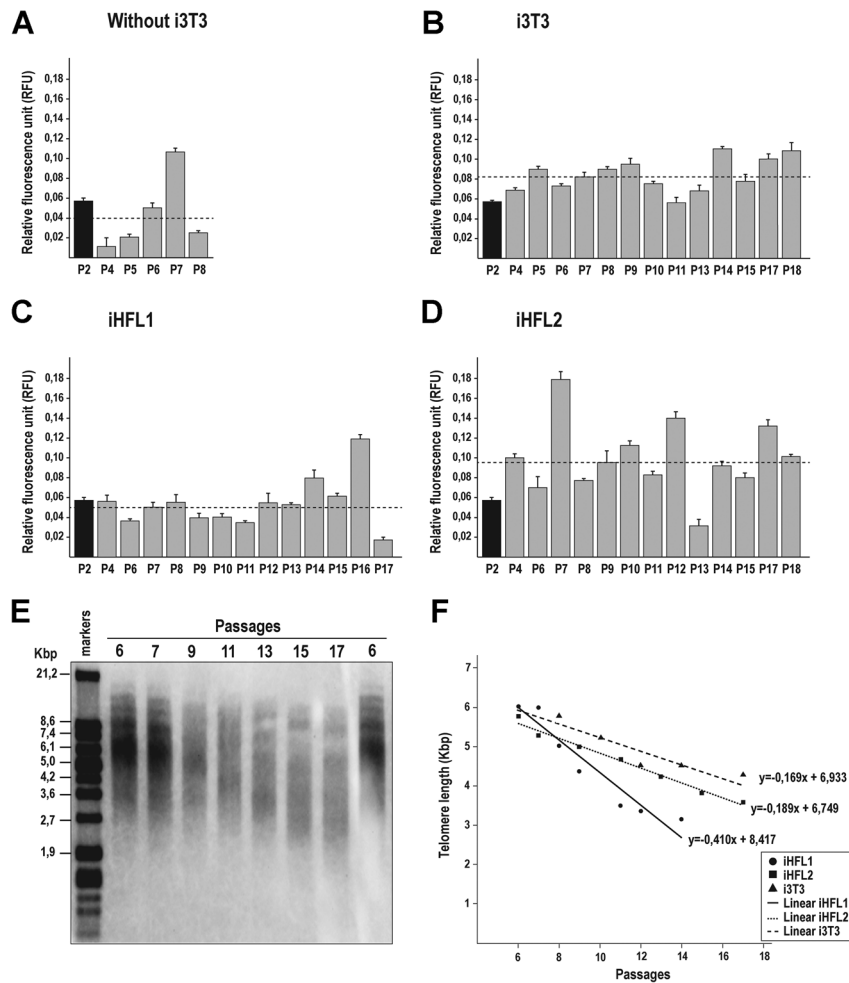 A Without i3T3
Relative fluorescence unit (RFU)
0,18
0,16
0,14
0,12
0,10
0,08
0,06
0,04
0,02
P2 P4 P5 P6 P7 P8
B i3T3
Relative fluorescence unit (RFU)
0,18
0,16
0,14
0,12
0,10
0,08
0,06
0,04
0,02
P2 P4 P5 P6 P7 P8 P9 P10 P11 P13 P14 P15 P17 P18
C iHFL1
Relative fluorescence unit (RFU)
0,18
0,16
0,14
0,12
0,10
0,08
0,06
0,04
0,02
P2 P4 P6 P7 P8 P9 P10 P11 P12 P13 P14 P15 P16 P17
D iHFL2
Relative fluorescence unit (RFU)
0,18
0,16
0,14
0,12
0,10
0,08
0,06
0,04
0,02
P2 P4 P6 P7 P8 P9 P10 P11 P12 P13 P14 P15 P17 P18
E
markers
Passages
Kbp 6 7 9 11 13 15 17 6
21,2
8,6
7,4
6,1
5,0
4,2
3,6
2,7
1,9
F
Telomere length (Kbp)
7
6
5
4
3
2
1
y=-0,169x + 6,933
y=-0,189x + 6,749
y=-0,410x + 8,417
iHFL1
iHFL2
i3T3
Linear iHFL1
Linear iHFL2
Linear i3T3
6 8 10 12 14 16 18
Passages